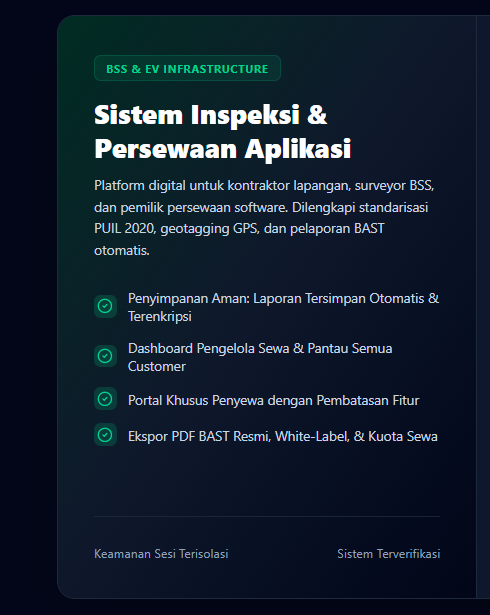 BSS & EV INFRASTRUCTURE
Sistem Inspeksi &
Persewaan Aplikasi
Platform digital untuk kontraktor lapangan, surveyor BSS,
dan pemilik persewaan software. Dilengkapi standarisasi
PUIL 2020, geotagging GPS, dan pelaporan BAST
otomatis.
Penyimpanan Aman: Laporan Tersimpan Otomatis &
Terenkripsi
Dashboard Pengelola Sewa & Pantau Semua
Customer
Portal Khusus Penyewa dengan Pembatasan Fitur
Ekspor PDF BAST Resmi, White-Label, & Kuota Sewa
Keamanan Sesi Terisolasi
Sistem Terverifikasi